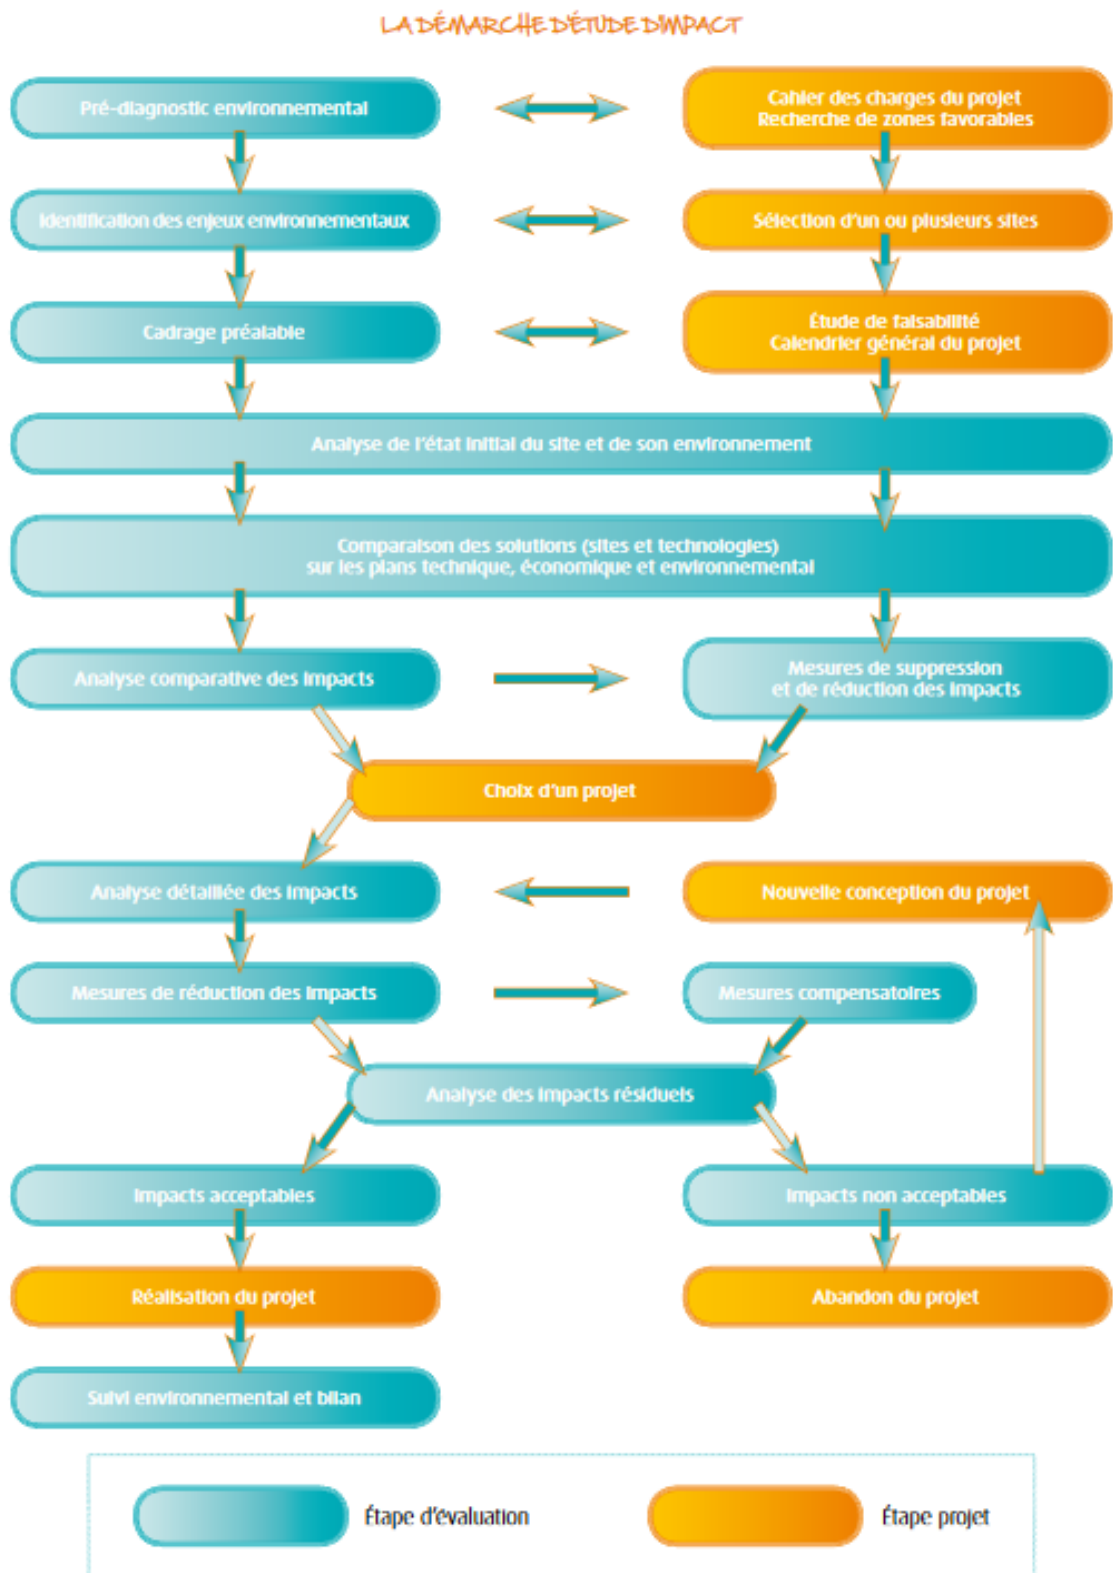 LA DÉMARCHE D'ÉTUDE D'IMPACT
Pré-diagnostic environnemental
Cahier des charges du projet
Recherche de zones favorables
Identification des enjeux environnementaux
Sélection d'un ou plusieurs sites
Cadrage préalable
Étude de faisabilité
Calendrier général du projet
Analyse de l'état initial du site et de son environnement
Comparaison des solutions (sites et technologies)
sur les plans technique, économique et environnemental
Analyse comparative des impacts
Mesures de suppression
et de réduction des impacts
Choix d'un projet
Analyse détaillée des impacts
Nouvelle conception du projet
Mesures de réduction des impacts
Mesures compensatoires
Analyse des impacts résiduels
Impacts acceptables
Impacts non acceptables
Réalisation du projet
Abandon du projet
Suivi environnemental et bilan
Étape d'évaluation
Étape projet